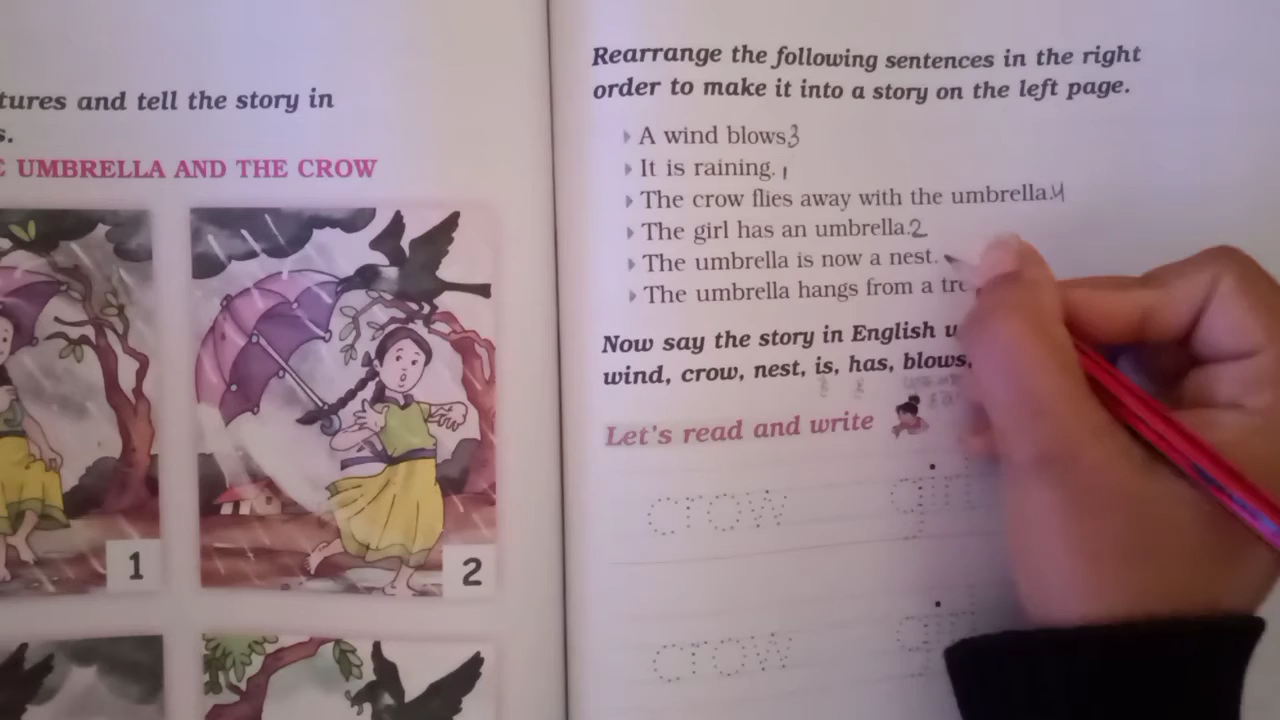 tures and tell the story in
s.
E UMBRELLA AND THE CROW
1
2
Rearrange the following sentences in the right
order to make it into a story on the left page.
A wind blows 3
It is raining. 1
The crow flies away with the umbrella. 4
The girl has an umbrella. 2
The umbrella is now a nest.
The umbrella hangs from a tre
Now say the story in English u
wind, crow, nest, is, has, blows,
Let's read and write
crow
crow